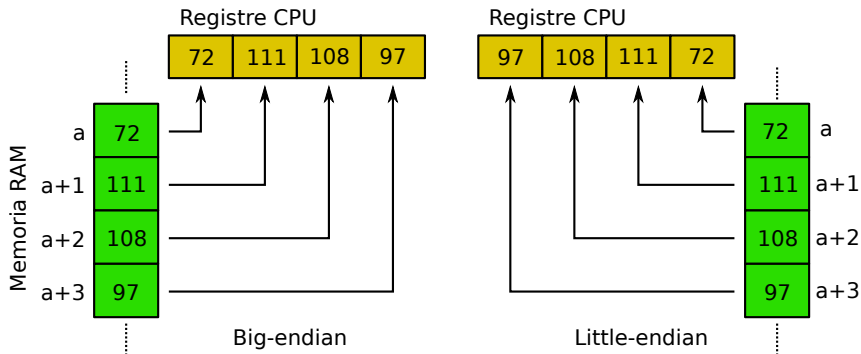 Registre CPU
72 111 108 97
a 72
a+1 111
a+2 108
a+3 97
Memoria RAM
Big-endian
Registre CPU
97 108 111 72
72 a
111 a+1
108 a+2
97 a+3
Little-endian